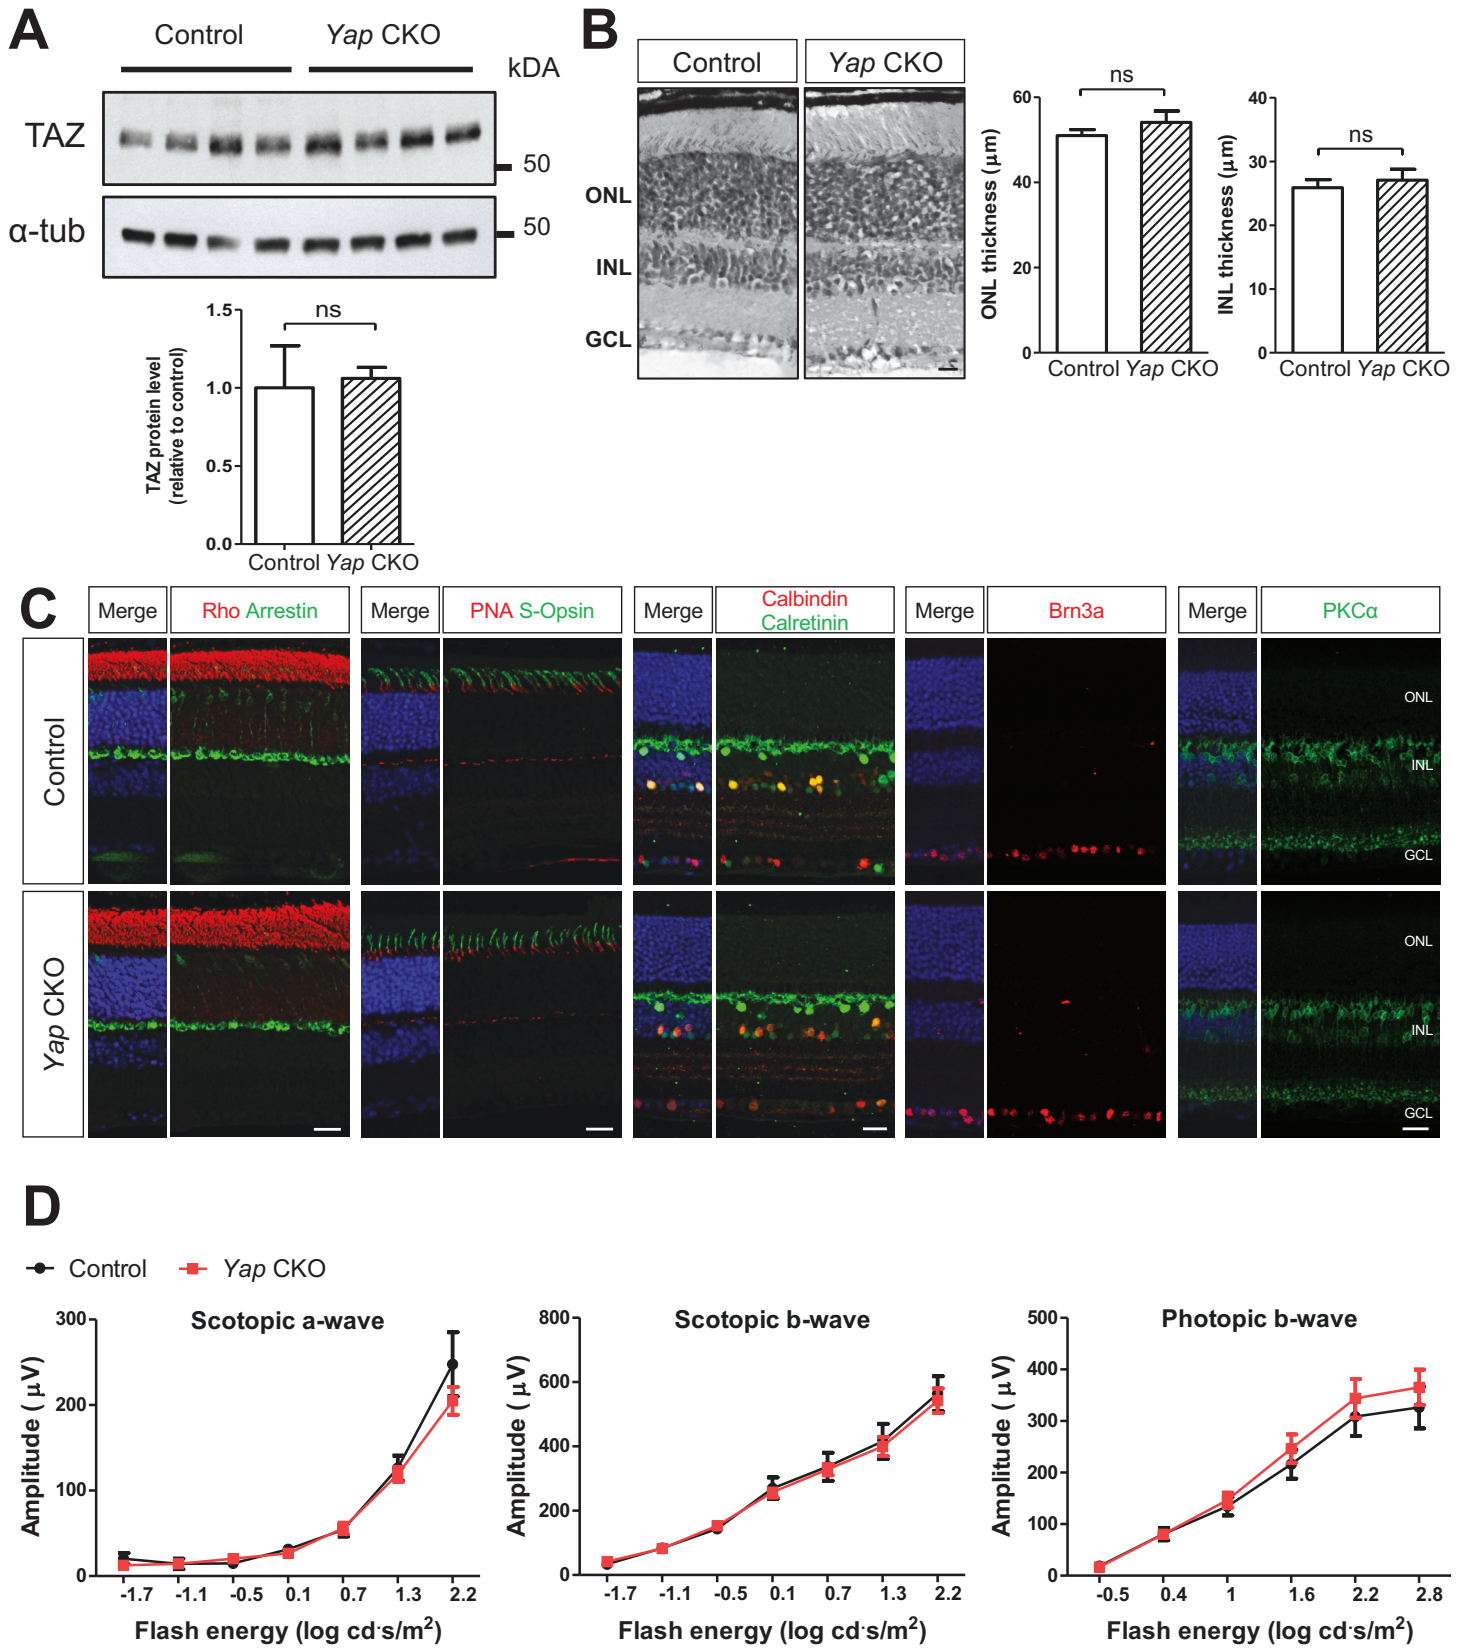 A
Control
Yap CKO
kDA
TAZ
50
α-tub
50
1.5
1.0
0.5
0.0
TAZ protein level
(relative to control)
ns
Control Yap CKO
B
Control
Yap CKO
ONL
INL
GCL
60
40
20
0
ONL thickness (μm)
ns
Control Yap CKO
40
30
20
10
0
INL thickness (μm)
ns
Control Yap CKO
C
Merge
Rho Arrestin
Merge
PNA S-Opsin
Merge
Calbindin
Calretinin
Merge
Brn3a
Merge
PKCα
Control
ONL
INL
GCL
Yap CKO
ONL
INL
GCL
D
Control
Yap CKO
Scotopic a-wave
300
200
100
0
Amplitude ( μV)
-1.7 -1.1 -0.5 0.1 0.7 1.3 2.2
Flash energy (log cd·s/m²)
Scotopic b-wave
800
600
400
200
0
Amplitude ( μV)
-1.7 -1.1 -0.5 0.1 0.7 1.3 2.2
Flash energy (log cd·s/m²)
Photopic b-wave
500
400
300
200
100
0
Amplitude ( μV)
-0.5 0.4 1 1.6 2.2 2.8
Flash energy (log cd·s/m²)